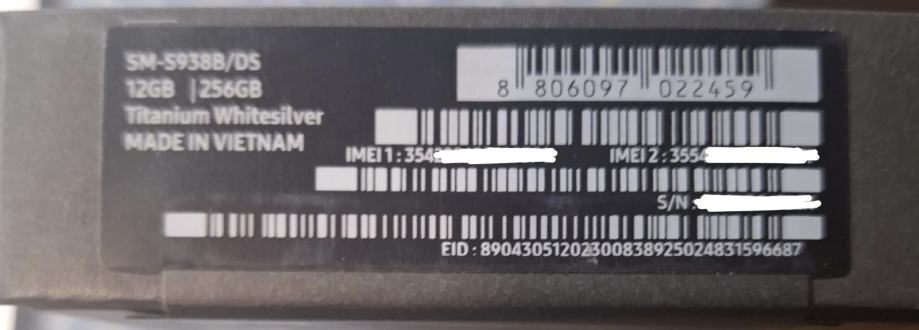 SM-S938B/DS
12GB | 256GB
Titanium Whitesilver
MADE IN VIETNAM
8 806097 022459
IMEI 1 : 354
IMEI 2 : 3554
S/N :
EID : 89043051202300838925024831596687